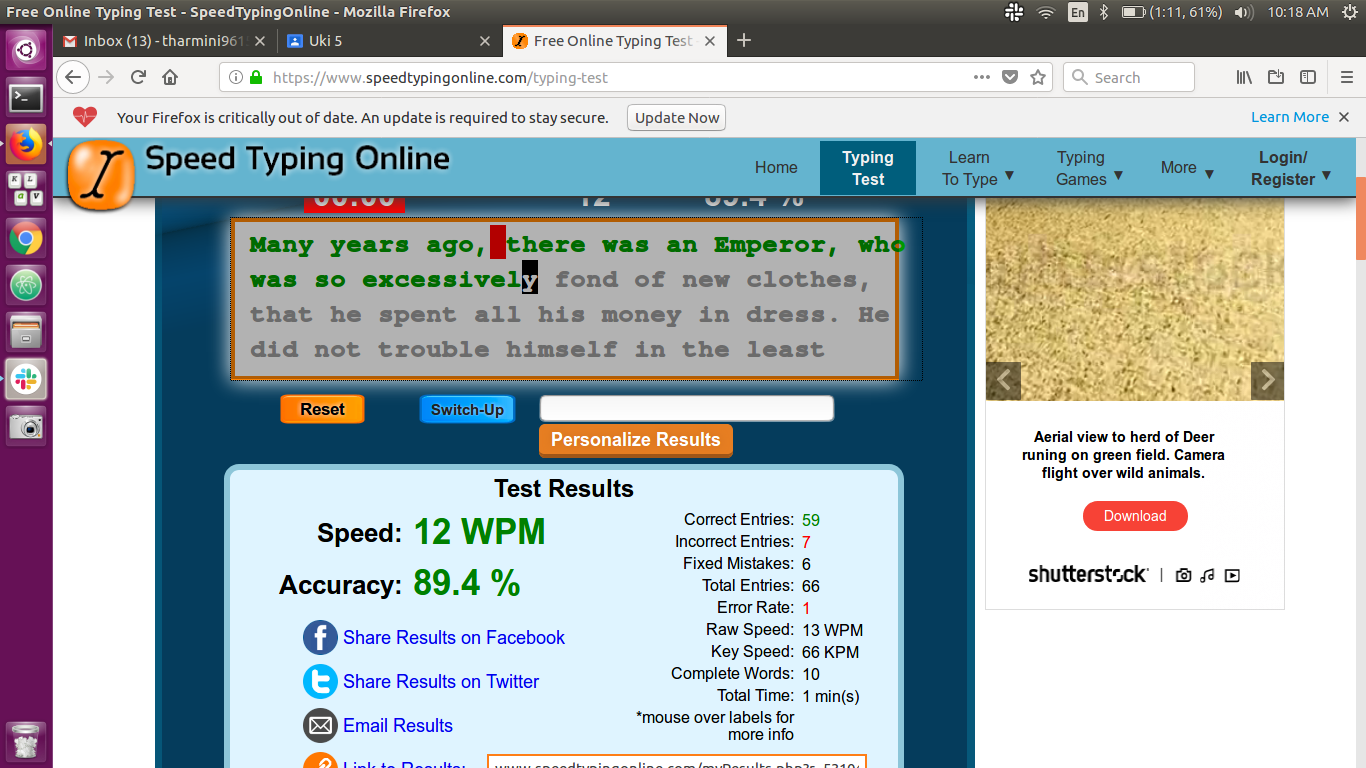 Free Online Typing Test - SpeedTypingOnline - Mozilla Firefox
En
(1:11, 61%)
10:18 AM
Inbox (13) - tharmini961
Uki 5
Free Online Typing Test
https://www.speedtypingonline.com/typing-test
Search
Your Firefox is critically out of date. An update is required to stay secure.
Update Now
Learn More
Speed Typing Online
Home
Typing
Test
Learn
To Type ▼
Typing
Games ▼
More ▼
Login/
Register ▼
00:00
12
89.4 %
Many years ago, there was an Emperor, who
was so excessively fond of new clothes,
that he spent all his money in dress. He
did not trouble himself in the least
Reset
Switch-Up
Personalize Results
Test Results
Speed: 12 WPM
Accuracy: 89.4 %
Share Results on Facebook
Share Results on Twitter
Email Results
Link to Results:
Correct Entries: 59
Incorrect Entries: 7
Fixed Mistakes: 6
Total Entries: 66
Error Rate: 1
Raw Speed: 13 WPM
Key Speed: 66 KPM
Complete Words: 10
Total Time: 1 min(s)
*mouse over labels for
more info
Aerial view to herd of Deer
runing on green field. Camera
flight over wild animals.
Download
shutterstock